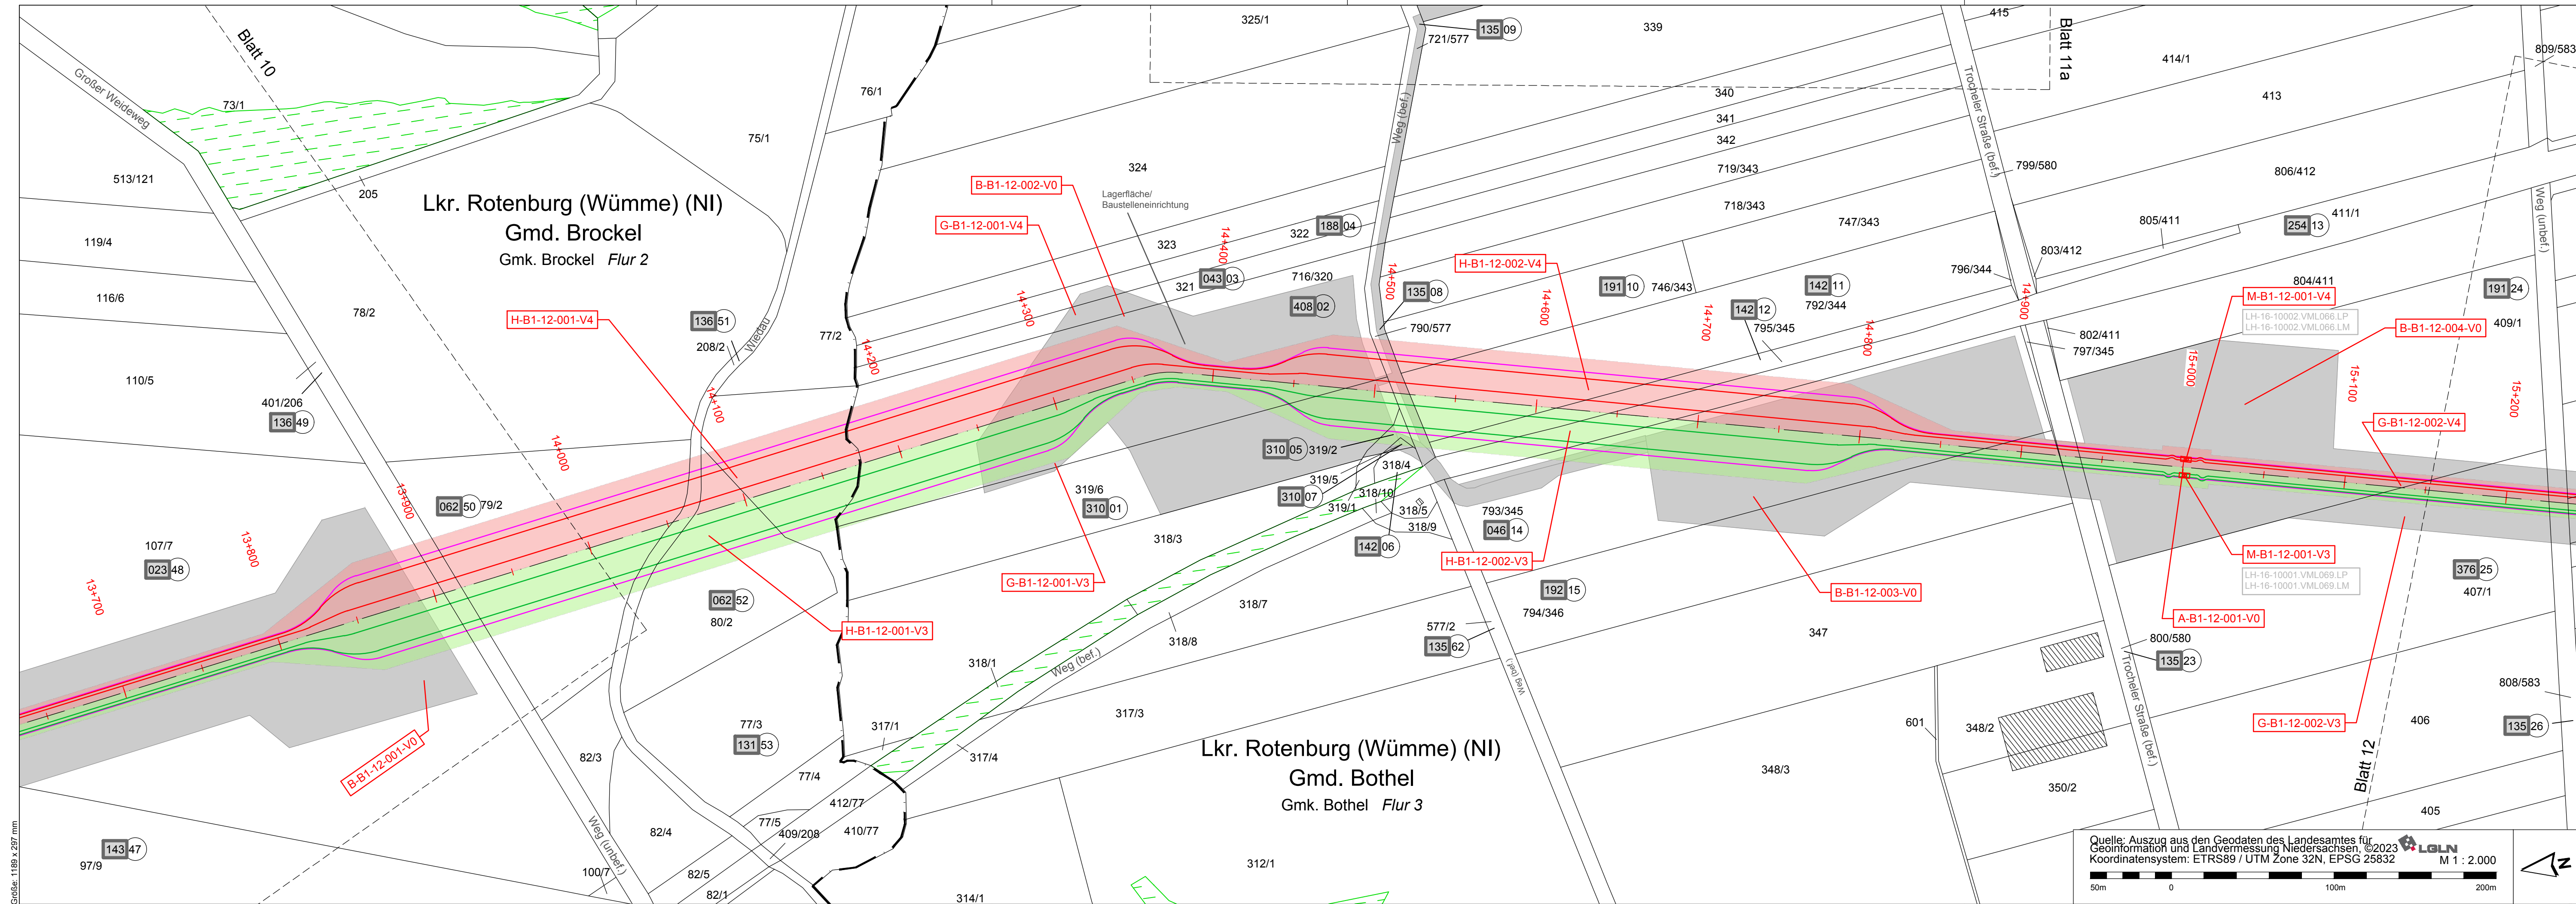 Blatt 10
Großer Weideweg
73/1
513/121
205
119/4
116/6
110/5
78/2
401/206
136 49
Lkr. Rotenburg (Wümme) (NI)
Gmd. Brockel
Gmk. Brockel Flur 2
76/1
75/1
136 51
208/2
Wiedau
77/2
H-B1-12-001-V4
325/1
324
B-B1-12-002-V0
G-B1-12-001-V4
Lagerfläche/
Baustelleneinrichtung
323
322
321
188 04
043 03
716/320
408 02
721/577
135 09
Weg (bef.)
339
340
341
342
719/343
718/343
747/343
746/343
H-B1-12-002-V4
135 08
790/577
191 10
142 11
792/344
142 12
795/345
Trocheler Straße (bef.)
415
Blatt 11a
414/1
413
809/583
799/580
806/412
805/411
803/412
796/344
254 13
411/1
Weg (unbef.)
804/411
191 24
409/1
M-B1-12-001-V4
LH-16-10002.VML066.LP
LH-16-10002.VML066.LM
B-B1-12-004-V0
802/411
797/345
G-B1-12-002-V4
13+700
13+800
13+900
14+000
14+100
14+200
14+300
14+400
14+500
14+600
14+700
14+800
14+900
15+000
15+100
15+200
107/7
023 48
062 50
79/2
062 52
80/2
H-B1-12-001-V3
B-B1-12-001-V0
143 47
97/9
Weg (unbef.)
100/7
82/3
82/4
82/5
82/1
77/3
131 53
77/4
412/77
77/5
409/208
410/77
317/1
317/4
318/1
Weg (bef.)
314/1
312/1
319/6
310 01
G-B1-12-001-V3
318/3
310 05
319/2
319/5
310 07
319/1
318/4
318/10
318/5
318/9
142 06
318/7
318/8
317/3
793/345
046 14
H-B1-12-002-V3
192 15
794/346
577/2
135 62
Weg (bef.)
B-B1-12-003-V0
347
Lkr. Rotenburg (Wümme) (NI)
Gmd. Bothel
Gmk. Bothel Flur 3
348/3
601
348/2
350/2
800/580
135 23
Trocheler Straße (bef.)
M-B1-12-001-V3
LH-16-10001.VML069.LP
LH-16-10001.VML069.LM
A-B1-12-001-V0
376 25
407/1
G-B1-12-002-V3
808/583
406
135 26
Blatt 12
405
Quelle: Auszug aus den Geodaten des Landesamtes für
Geoinformation und Landvermessung Niedersachsen, ©2023
LGLN
Koordinatensystem: ETRS89 / UTM Zone 32N, EPSG 25832
M 1 : 2.000
50m 0 100m 200m
N
Größe: 1189 x 297 mm